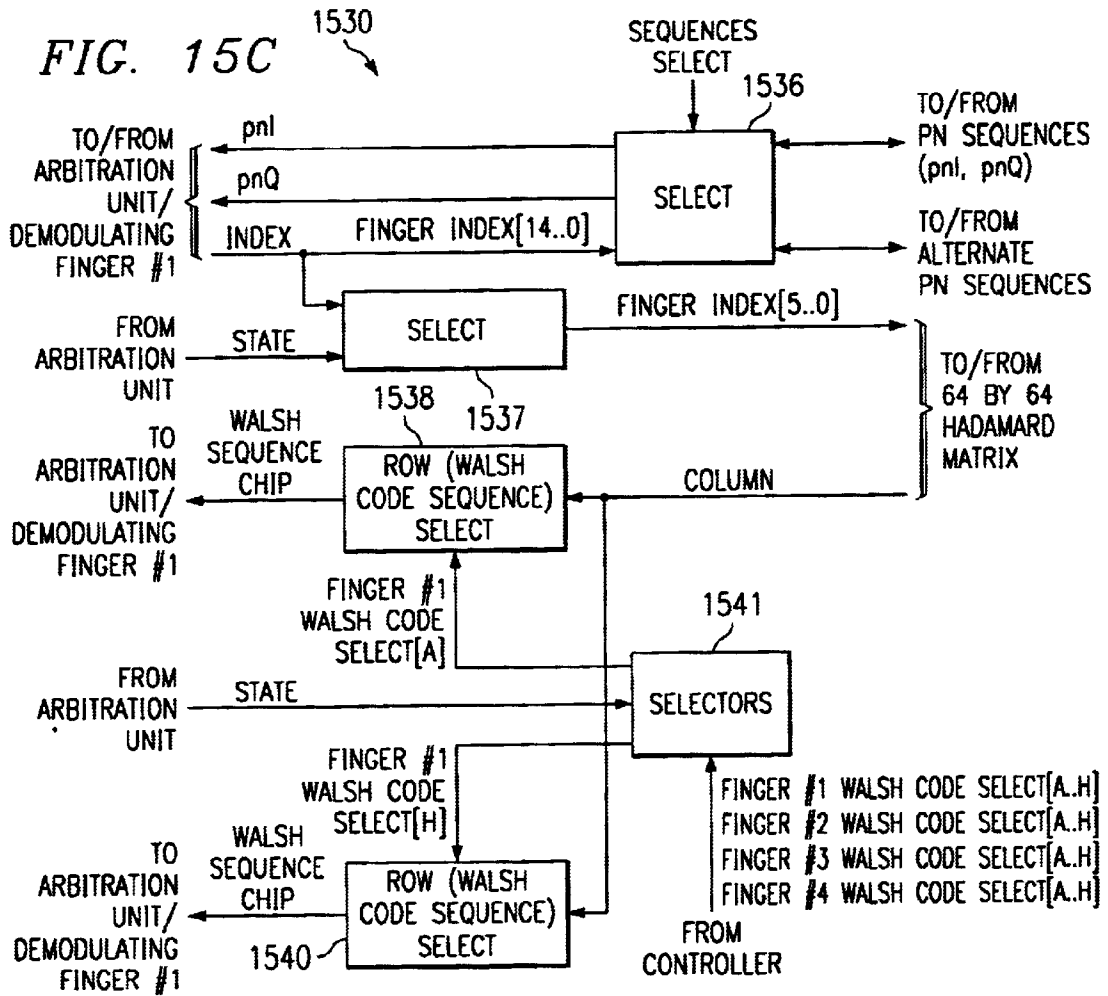 FIG. 15C
1530
SEQUENCES
SELECT
1536
TO/FROM
ARBITRATION
UNIT/
DEMODULATING
FINGER #1
pnI
pnQ
INDEX
FINGER INDEX[14..0]
SELECT
TO/FROM
PN SEQUENCES
(pnI, pnQ)
TO/FROM
ALTERNATE
PN SEQUENCES
FROM
ARBITRATION
UNIT
STATE
SELECT
1537
FINGER INDEX[5..0]
TO/FROM
64 BY 64
HADAMARD
MATRIX
1538
TO
ARBITRATION
UNIT/
DEMODULATING
FINGER #1
WALSH
SEQUENCE
CHIP
ROW (WALSH
CODE SEQUENCE)
SELECT
COLUMN
FINGER #1
WALSH CODE
SELECT[A]
1541
FROM
ARBITRATION
UNIT
STATE
SELECTORS
FINGER #1
WALSH CODE
SELECT[H]
FINGER #1 WALSH CODE SELECT[A..H]
FINGER #2 WALSH CODE SELECT[A..H]
FINGER #3 WALSH CODE SELECT[A..H]
FINGER #4 WALSH CODE SELECT[A..H]
FROM
CONTROLLER
TO
ARBITRATION
UNIT/
DEMODULATING
FINGER #1
WALSH
SEQUENCE
CHIP
ROW (WALSH
CODE SEQUENCE)
SELECT
1540